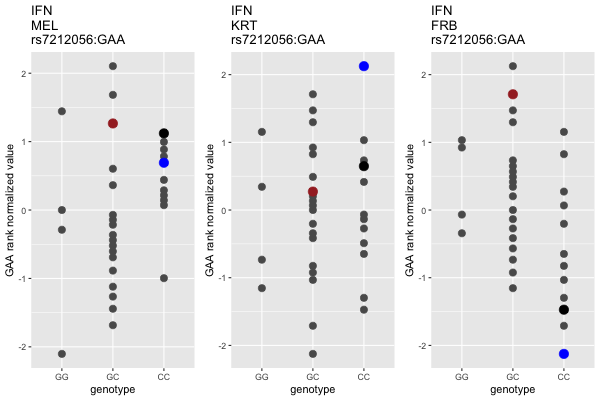 IFN
MEL
rs7212056:GAA
GAA rank normalized value
2
1
0
-1
-2
GG
GC
CC
genotype
IFN
KRT
rs7212056:GAA
GAA rank normalized value
2
1
0
-1
-2
GG
GC
CC
genotype
IFN
FRB
rs7212056:GAA
GAA rank normalized value
2
1
0
-1
-2
GG
GC
CC
genotype